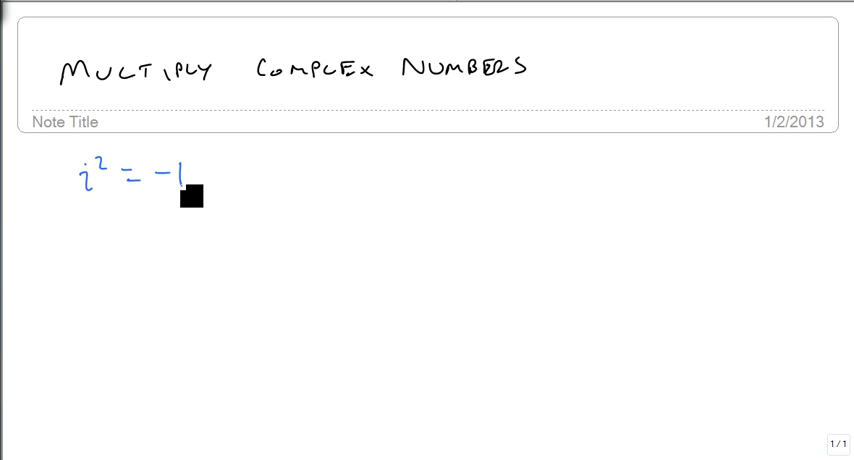 MULTIPLY COMPLEX NUMBERS
Note Title 1/2/2013
i² = -1
1 / 1